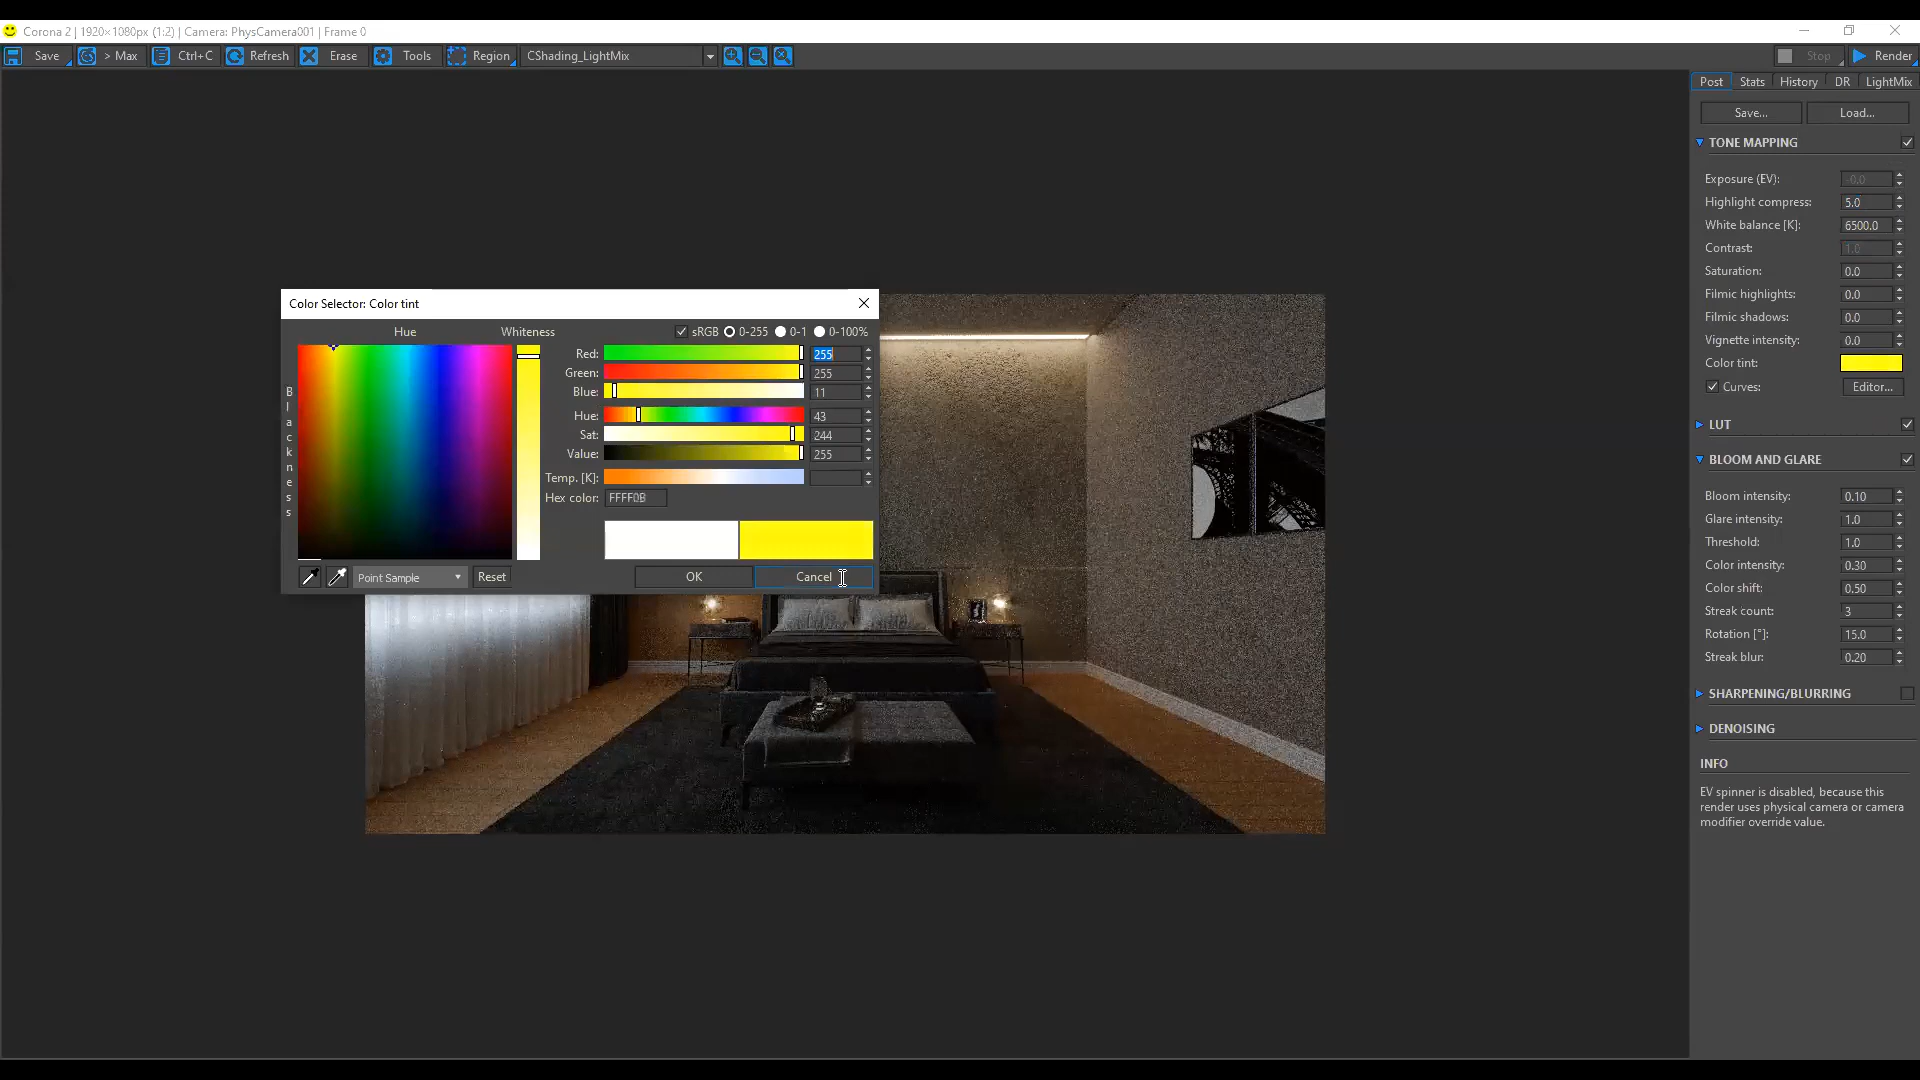 Corona 2 | 1920×1080px (1:2) | Camera: PhysCamera001 | Frame 0
Save > Max Ctrl+C Refresh Erase Tools Region CShading_LightMix Stop Render
Post Stats History DR LightMix
Save... Load...
TONE MAPPING
Exposure (EV): -0.0
Highlight compress: 5.0
White balance [K]: 6500.0
Contrast: 1.0
Saturation: 0.0
Filmic highlights: 0.0
Filmic shadows: 0.0
Vignette intensity: 0.0
Color tint:
Curves: Editor...
LUT
BLOOM AND GLARE
Bloom intensity: 0.10
Glare intensity: 1.0
Threshold: 1.0
Color intensity: 0.30
Color shift: 0.50
Streak count: 3
Rotation [°]: 15.0
Streak blur: 0.20
SHARPENING/BLURRING
DENOISING
INFO
EV spinner is disabled, because this
render uses physical camera or camera
modifier override value.
Color Selector: Color tint
Hue Whiteness sRGB 0-255 0-1 0-100%
Blackness
Red: 255
Green: 255
Blue: 11
Hue: 43
Sat: 244
Value: 255
Temp. [K]:
Hex color: FFFF0B
Point Sample Reset OK Cancel